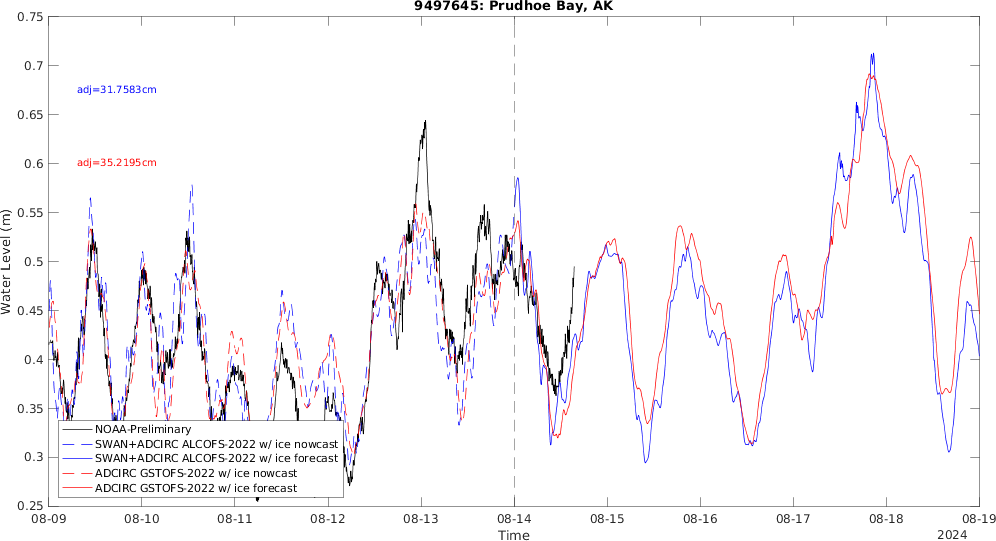 9497645: Prudhoe Bay, AK
0.75
0.7
0.65
0.6
0.55
0.5
0.45
0.4
0.35
0.3
0.25
Water Level (m)
adj=31.7583cm
adj=35.2195cm
NOAA-Preliminary
SWAN+ADCIRC ALCOFS-2022 w/ ice nowcast
SWAN+ADCIRC ALCOFS-2022 w/ ice forecast
ADCIRC GSTOFS-2022 w/ ice nowcast
ADCIRC GSTOFS-2022 w/ ice forecast
08-09 08-10 08-11 08-12 08-13 08-14 08-15 08-16 08-17 08-18 08-19
Time
2024